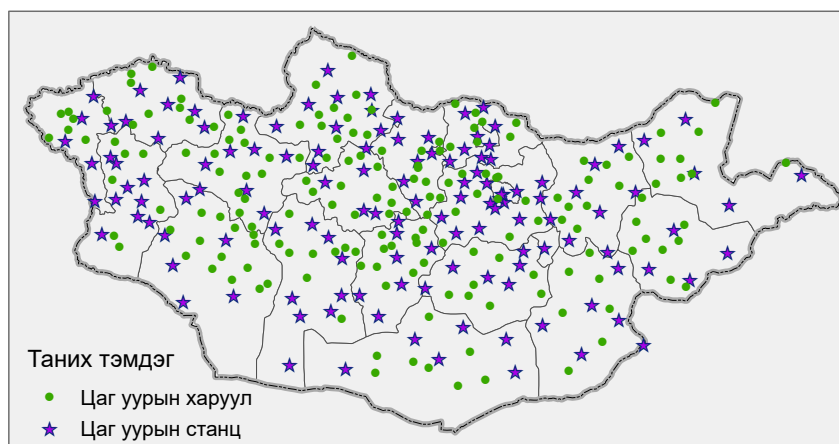 Таних тэмдэг
Цаг уурын харуул
Цаг уурын станц